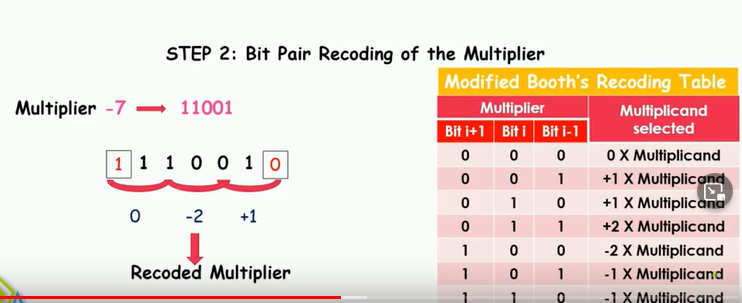 STEP 2: Bit Pair Recoding of the Multiplier
Multiplier -7 → 11001
1 1 1 0 0 1 0
0 -2 +1
Recoded Multiplier
Modified Booth's Recoding Table
Multiplier Multiplicand selected
Bit i+1 Bit i Bit i-1
0 0 0 0 X Multiplicand
0 0 1 +1 X Multiplicand
0 1 0 +1 X Multiplicand
0 1 1 +2 X Multiplicand
1 0 0 -2 X Multiplicand
1 0 1 -1 X Multiplicand
1 1 0 -1 X Multiplicand